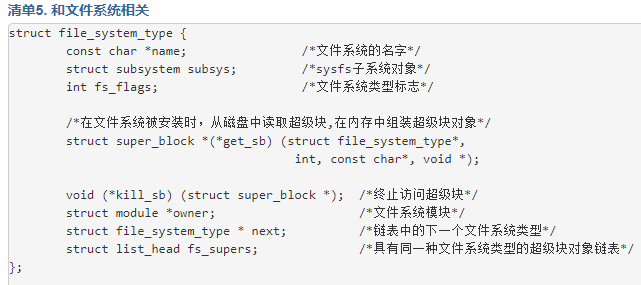 清单5. 和文件系统相关
struct file_system_type {
        const char *name;                /*文件系统的名字*/
        struct subsystem subsys;         /*sysfs子系统对象*/
        int fs_flags;                    /*文件系统类型标志*/

        /*在文件系统被安装时，从磁盘中读取超级块,在内存中组装超级块对象*/
        struct super_block *(*get_sb) (struct file_system_type*,
                                        int, const char*, void *);

        void (*kill_sb) (struct super_block *);  /*终止访问超级块*/
        struct module *owner;                    /*文件系统模块*/
        struct file_system_type * next;          /*链表中的下一个文件系统类型*/
        struct list_head fs_supers;              /*具有同一种文件系统类型的超级块对象链表*/
};